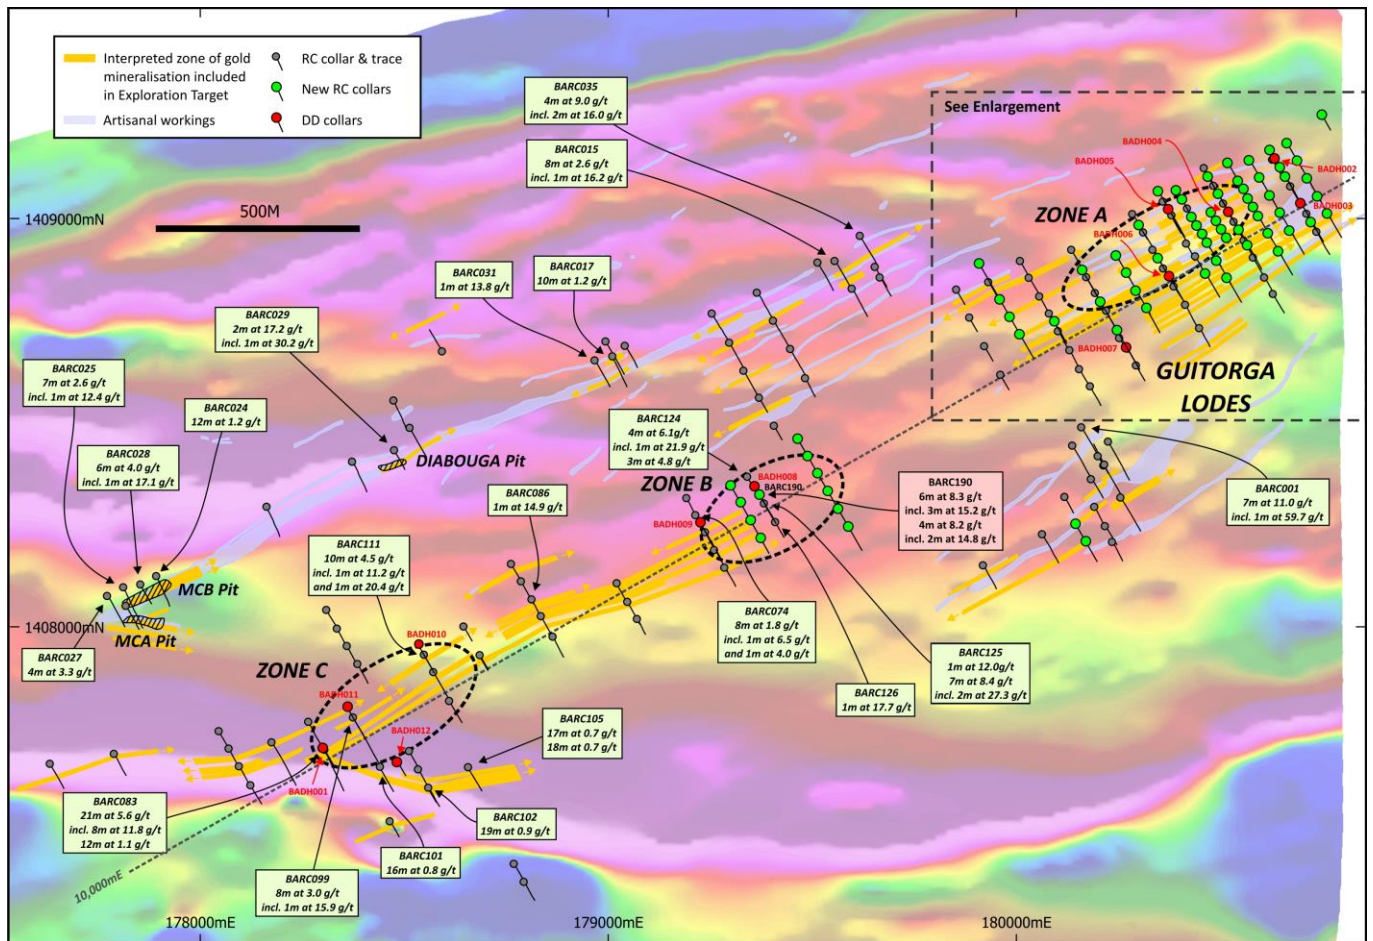 Interpreted zone of gold
mineralisation included
in Exploration Target
Artisanal workings
RC collar & trace
New RC collars
DD collars
BARC035
4m at 9.0 g/t
incl. 2m at 16.0 g/t
BARC015
8m at 2.6 g/t
incl. 1m at 16.2 g/t
See Enlargement
BADH004
BADH005
BADH002
BADH003
BADH006
ZONE A
1409000mN
500M
BARC031
1m at 13.8 g/t
BARC017
10m at 1.2 g/t
BARC029
2m at 17.2 g/t
incl. 1m at 30.2 g/t
BADH007
GUITORGA
LODES
BARC025
7m at 2.6 g/t
incl. 1m at 12.4 g/t
BARC024
12m at 1.2 g/t
BARC028
6m at 4.0 g/t
incl. 1m at 17.1 g/t
DIABOUGA Pit
BARC124
4m at 6.1g/t
incl. 1m at 21.9 g/t
3m at 4.8 g/t
ZONE B
BADH008
BARC190
BADH009
BARC190
6m at 8.3 g/t
incl. 3m at 15.2 g/t
4m at 8.2 g/t
incl. 2m at 14.8 g/t
BARC001
7m at 11.0 g/t
incl. 1m at 59.7 g/t
BARC086
1m at 14.9 g/t
BARC111
10m at 4.5 g/t
incl. 1m at 11.2 g/t
and 1m at 20.4 g/t
MCB Pit
MCA Pit
1408000mN
BARC027
4m at 3.3 g/t
BARC074
8m at 1.8 g/t
incl. 1m at 6.5 g/t
and 1m at 4.0 g/t
BARC125
1m at 12.0g/t
7m at 8.4 g/t
incl. 2m at 27.3 g/t
BARC126
1m at 17.7 g/t
ZONE C
BADH010
BADH011
BADH012
BADH001
BARC105
17m at 0.7 g/t
18m at 0.7 g/t
BARC083
21m at 5.6 g/t
incl. 8m at 11.8 g/t
12m at 1.1 g/t
BARC102
19m at 0.9 g/t
BARC101
16m at 0.8 g/t
BARC099
8m at 3.0 g/t
incl. 1m at 15.9 g/t
10,000mE
178000mE
179000mE
180000mE